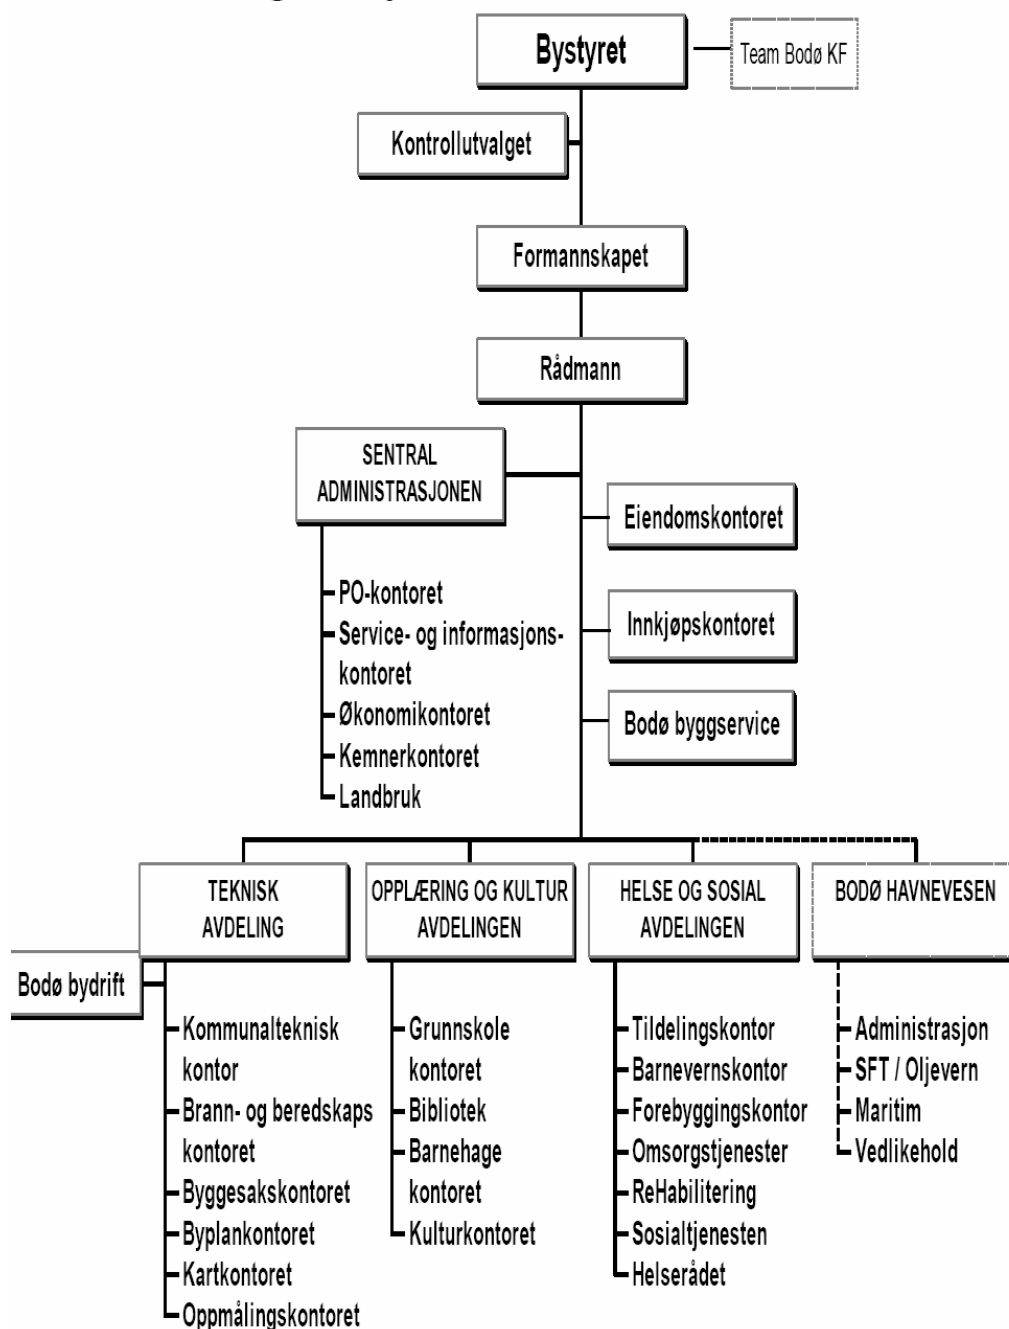 Bystyret
Team Bodø KF
Kontrollutvalget
Formannskapet
Rådmann
SENTRAL
ADMINISTRASJONEN
PO-kontoret
Service- og informasjons-
kontoret
Økonomikontoret
Kemnerkontoret
Landbruk
Eiendomskontoret
Innkjøpskontoret
Bodø byggservice
TEKNISK
AVDELING
Bodø bydrift
Kommunalteknisk
kontor
Brann- og beredskaps
kontoret
Byggesakskontoret
Byplankontoret
Kartkontoret
Oppmålingskontoret
OPPLÆRING OG KULTUR
AVDELINGEN
Grunnskole
kontoret
Bibliotek
Barnehage
kontoret
Kulturkontoret
HELSE OG SOSIAL
AVDELINGEN
Tildelingskontor
Barnevernskontor
Forebyggingskontor
Omsorgstjenester
ReHabilitering
Sosialtjenesten
Helserådet
BODØ HAVNEVESEN
Administrasjon
SFT / Oljevern
Maritim
Vedlikehold